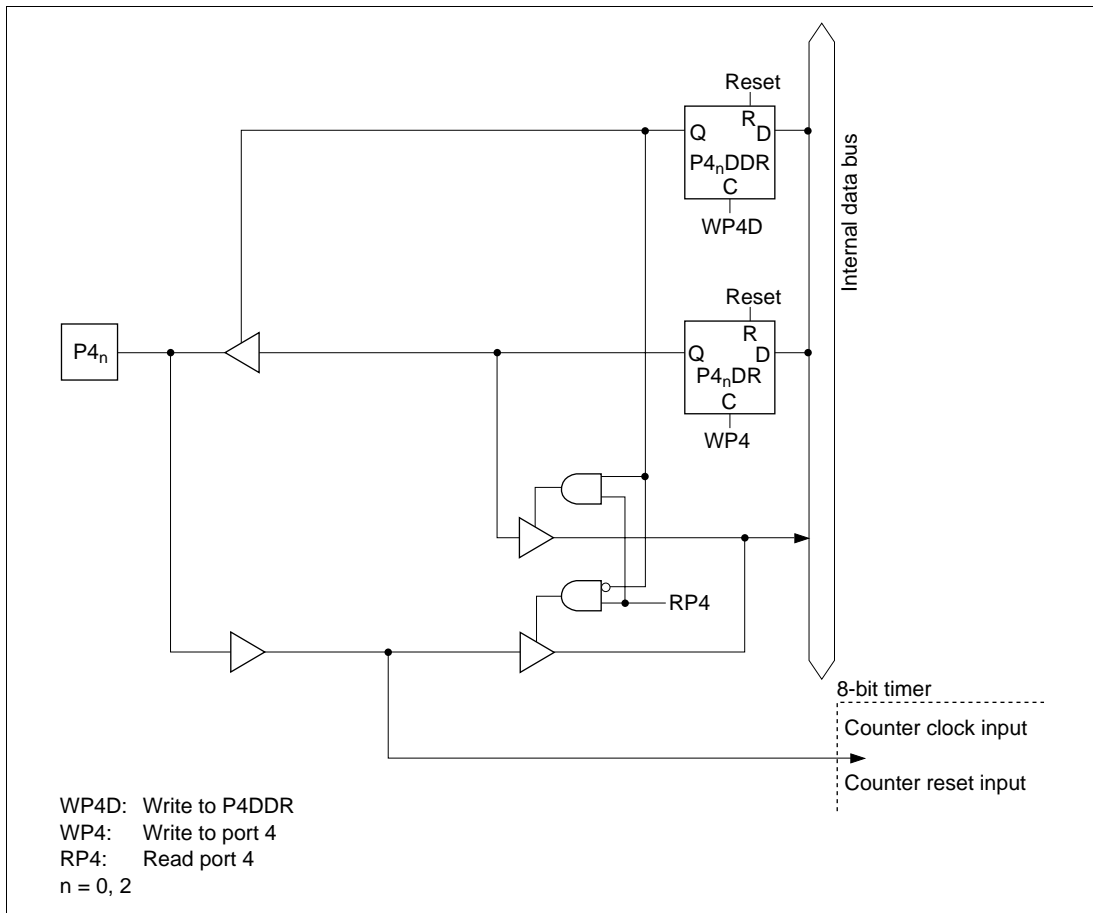 Reset
R
Q D
P4nDDR
C
WP4D
Internal data bus
Reset
R
P4n
Q D
P4nDR
C
WP4
RP4
8-bit timer
Counter clock input
Counter reset input
WP4D: Write to P4DDR
WP4: Write to port 4
RP4: Read port 4
n = 0, 2